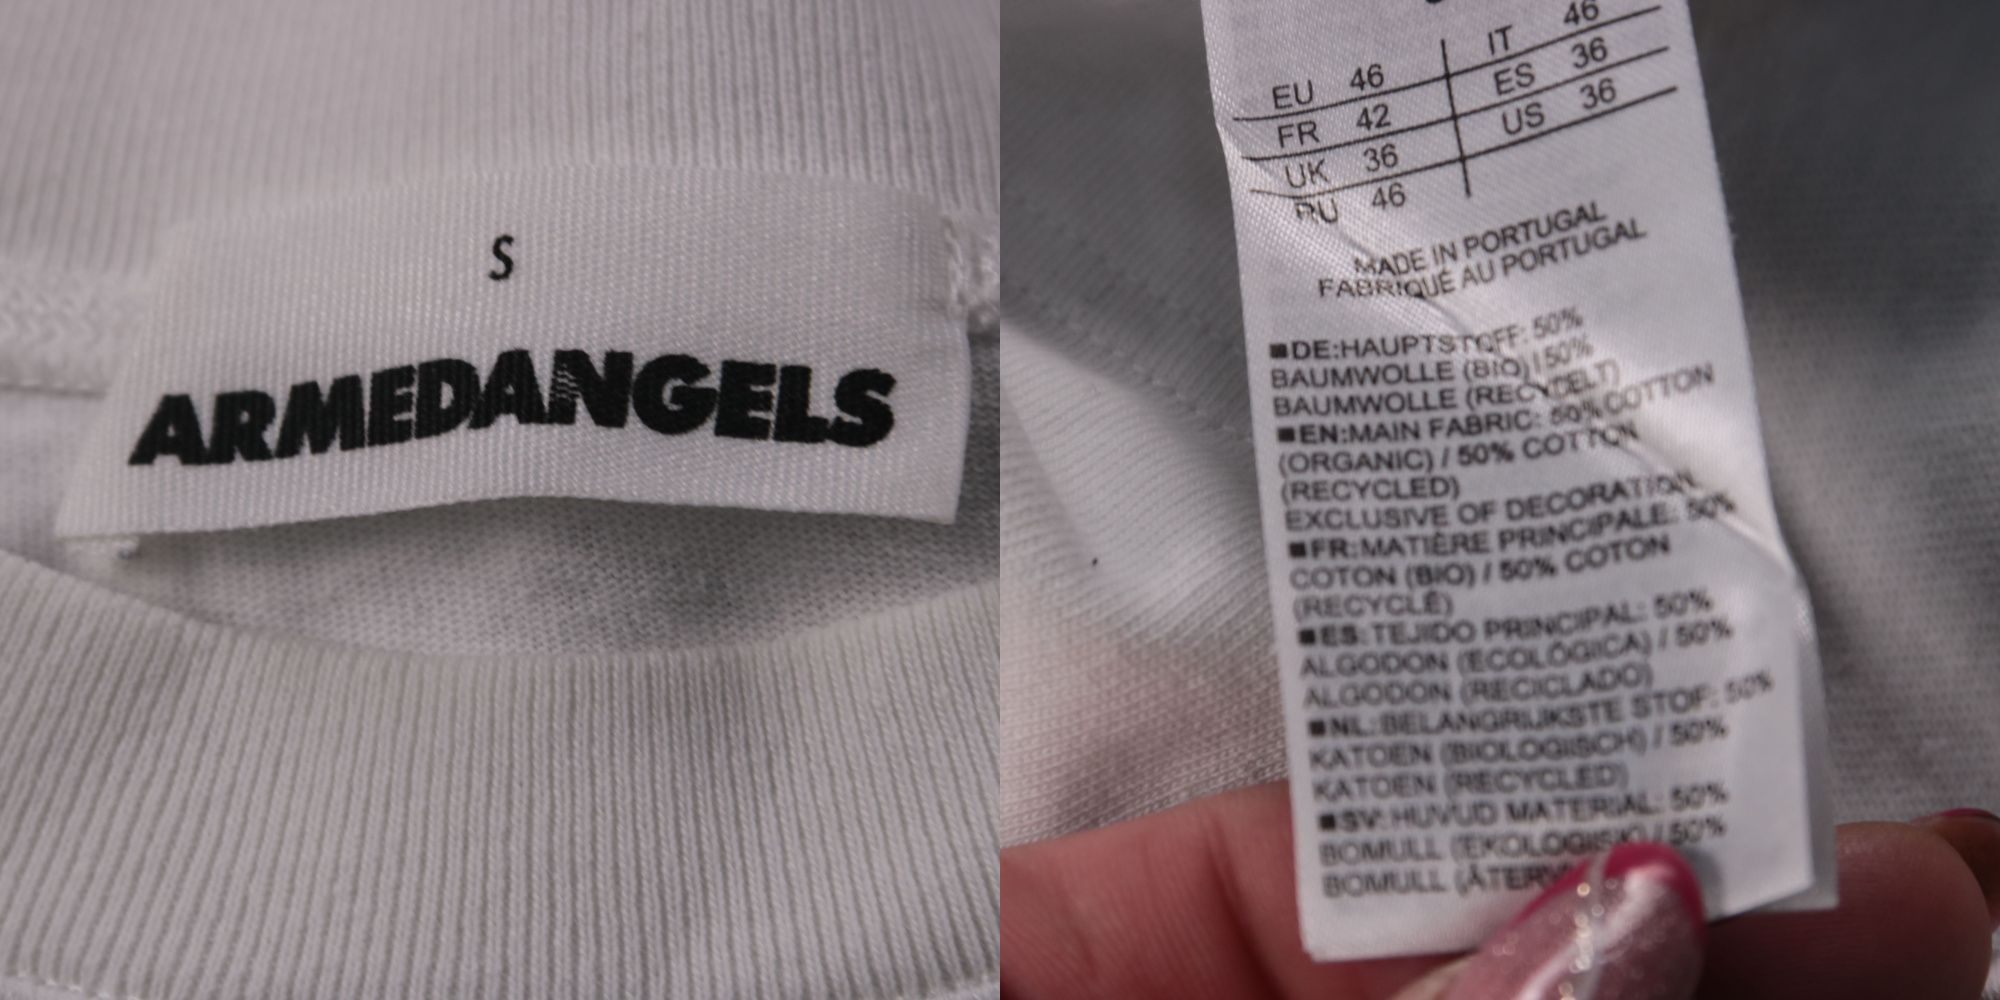 S
ARMEDANGELS
EU 46 IT 46
FR 42 ES 36
UK 36 US 36
RU 46
MADE IN PORTUGAL
FABRIQUÉ AU PORTUGAL
■DE:HAUPTSTOFF: 50%
BAUMWOLLE (BIO) | 50%
BAUMWOLLE (RECYCELT)
■EN:MAIN FABRIC: 50% COTTON
(ORGANIC) / 50% COTTON
(RECYCLED)
EXCLUSIVE OF DECORATION
■FR:MATIÈRE PRINCIPALE: 50%
COTON (BIO) / 50% COTON
(RECYCLÉ)
■ES:TEJIDO PRINCIPAL: 50%
ALGODON (ECOLÓGICA) / 50%
ALGODON (RECICLADO)
■NL:BELANGRIJKSTE STOF: 50%
KATOEN (BIOLOGISCH) / 50%
KATOEN (RECYCLED)
■SV:HUVUD MATERIAL: 50%
BOMULL (EKOLOGISK) / 50%
BOMULL